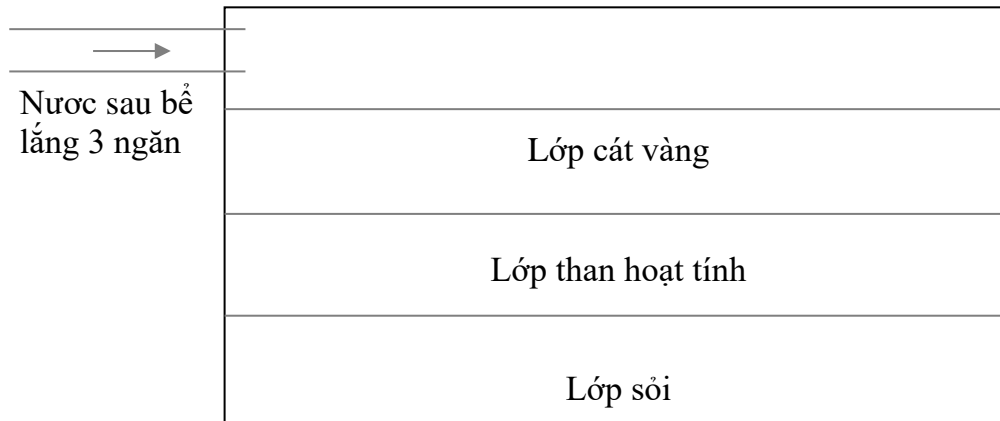 Nươc sau bể
lắng 3 ngăn
Lớp cát vàng
Lớp than hoạt tính
Lớp sỏi